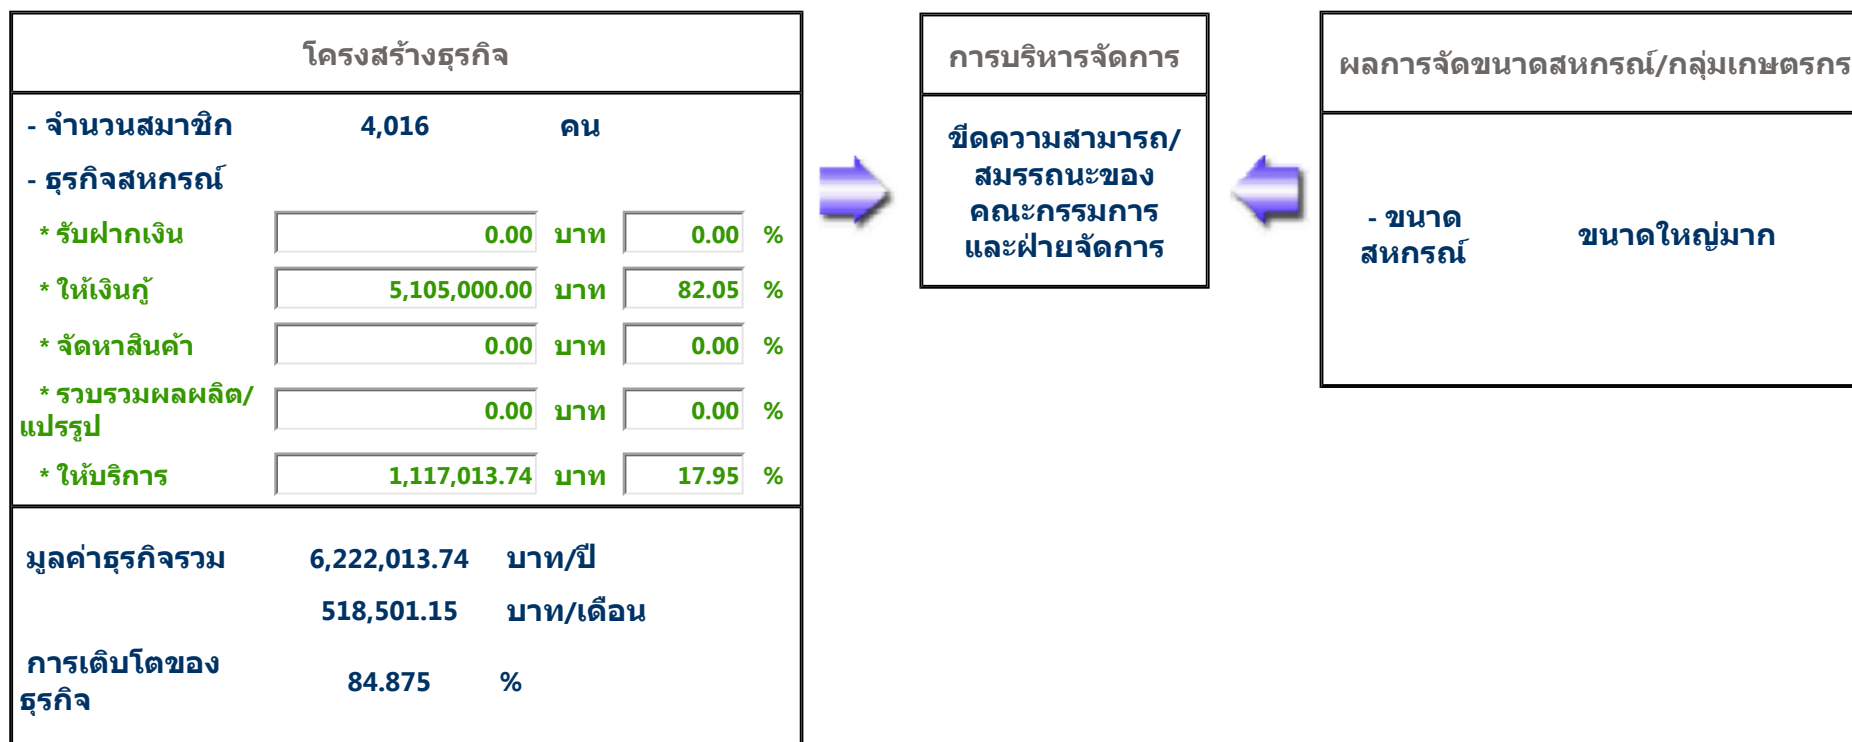 โครงสร้างธุรกิจ
- จำนวนสมาชิก 4,016 คน
- ธุรกิจสหกรณ์
* รับฝากเงิน 0.00 บาท 0.00 %
* ให้เงินกู้ 5,105,000.00 บาท 82.05 %
* จัดหาสินค้า 0.00 บาท 0.00 %
* รวบรวมผลผลิต/
แปรรูป 0.00 บาท 0.00 %
* ให้บริการ 1,117,013.74 บาท 17.95 %
มูลค่าธุรกิจรวม 6,222,013.74 บาท/ปี
518,501.15 บาท/เดือน
การเติบโตของ
ธุรกิจ 84.875 %
การบริหารจัดการ
ขีดความสามารถ/
สมรรถนะของ
คณะกรรมการ
และฝ่ายจัดการ
ผลการจัดขนาดสหกรณ์/กลุ่มเกษตรกร
- ขนาด
สหกรณ์ ขนาดใหญ่มาก